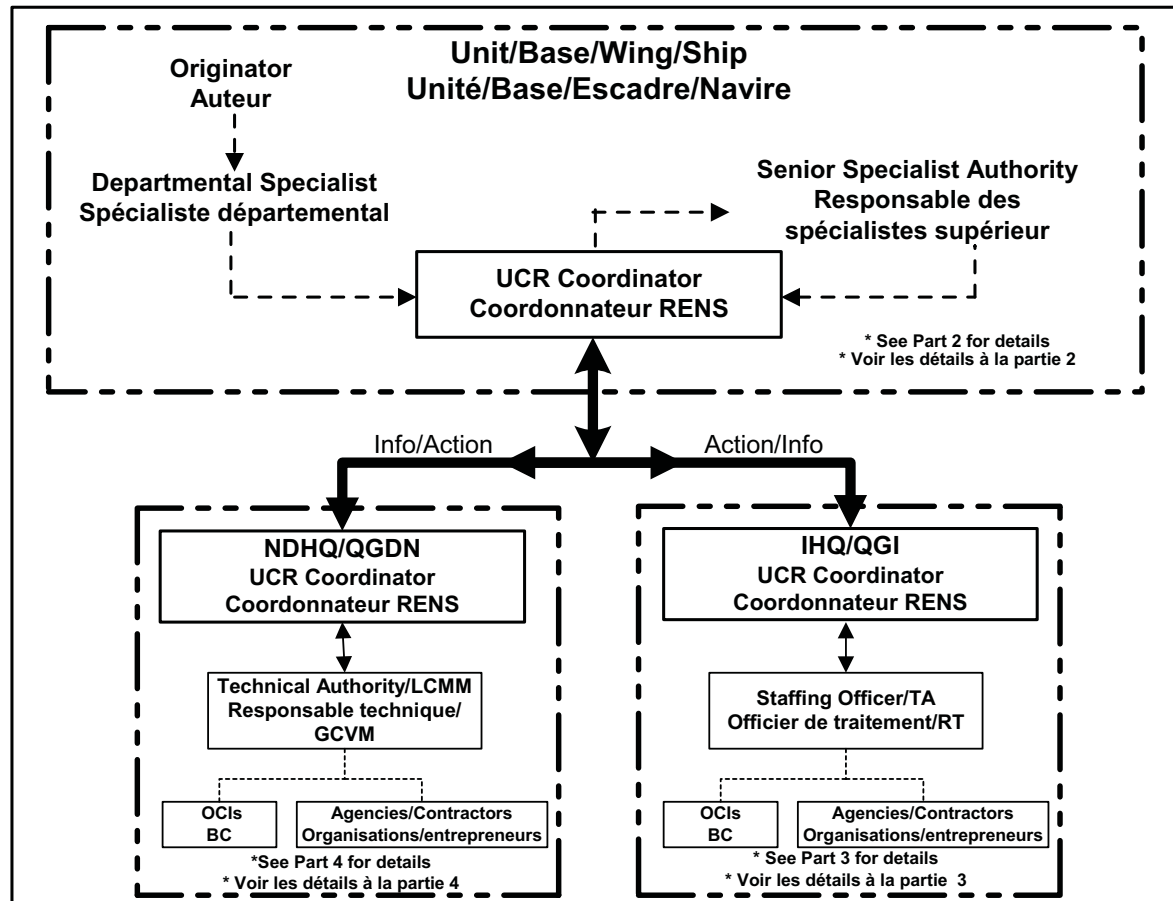 Unit/Base/Wing/Ship
Unité/Base/Escadre/Navire
Originator
Auteur
Departmental Specialist
Spécialiste départemental
Senior Specialist Authority
Responsable des
spécialistes supérieur
UCR Coordinator
Coordonnateur RENS
* See Part 2 for details
* Voir les détails à la partie 2
Info/Action
Action/Info
NDHQ/QGDN
UCR Coordinator
Coordonnateur RENS
Technical Authority/LCMM
Responsable technique/
GCVM
OCIs
BC
Agencies/Contractors
Organisations/entrepreneurs
*See Part 4 for details
* Voir les détails à la partie 4
IHQ/QGI
UCR Coordinator
Coordonnateur RENS
Staffing Officer/TA
Officier de traitement/RT
OCIs
BC
Agencies/Contractors
Organisations/entrepreneurs
* See Part 3 for details
* Voir les détails à la partie 3